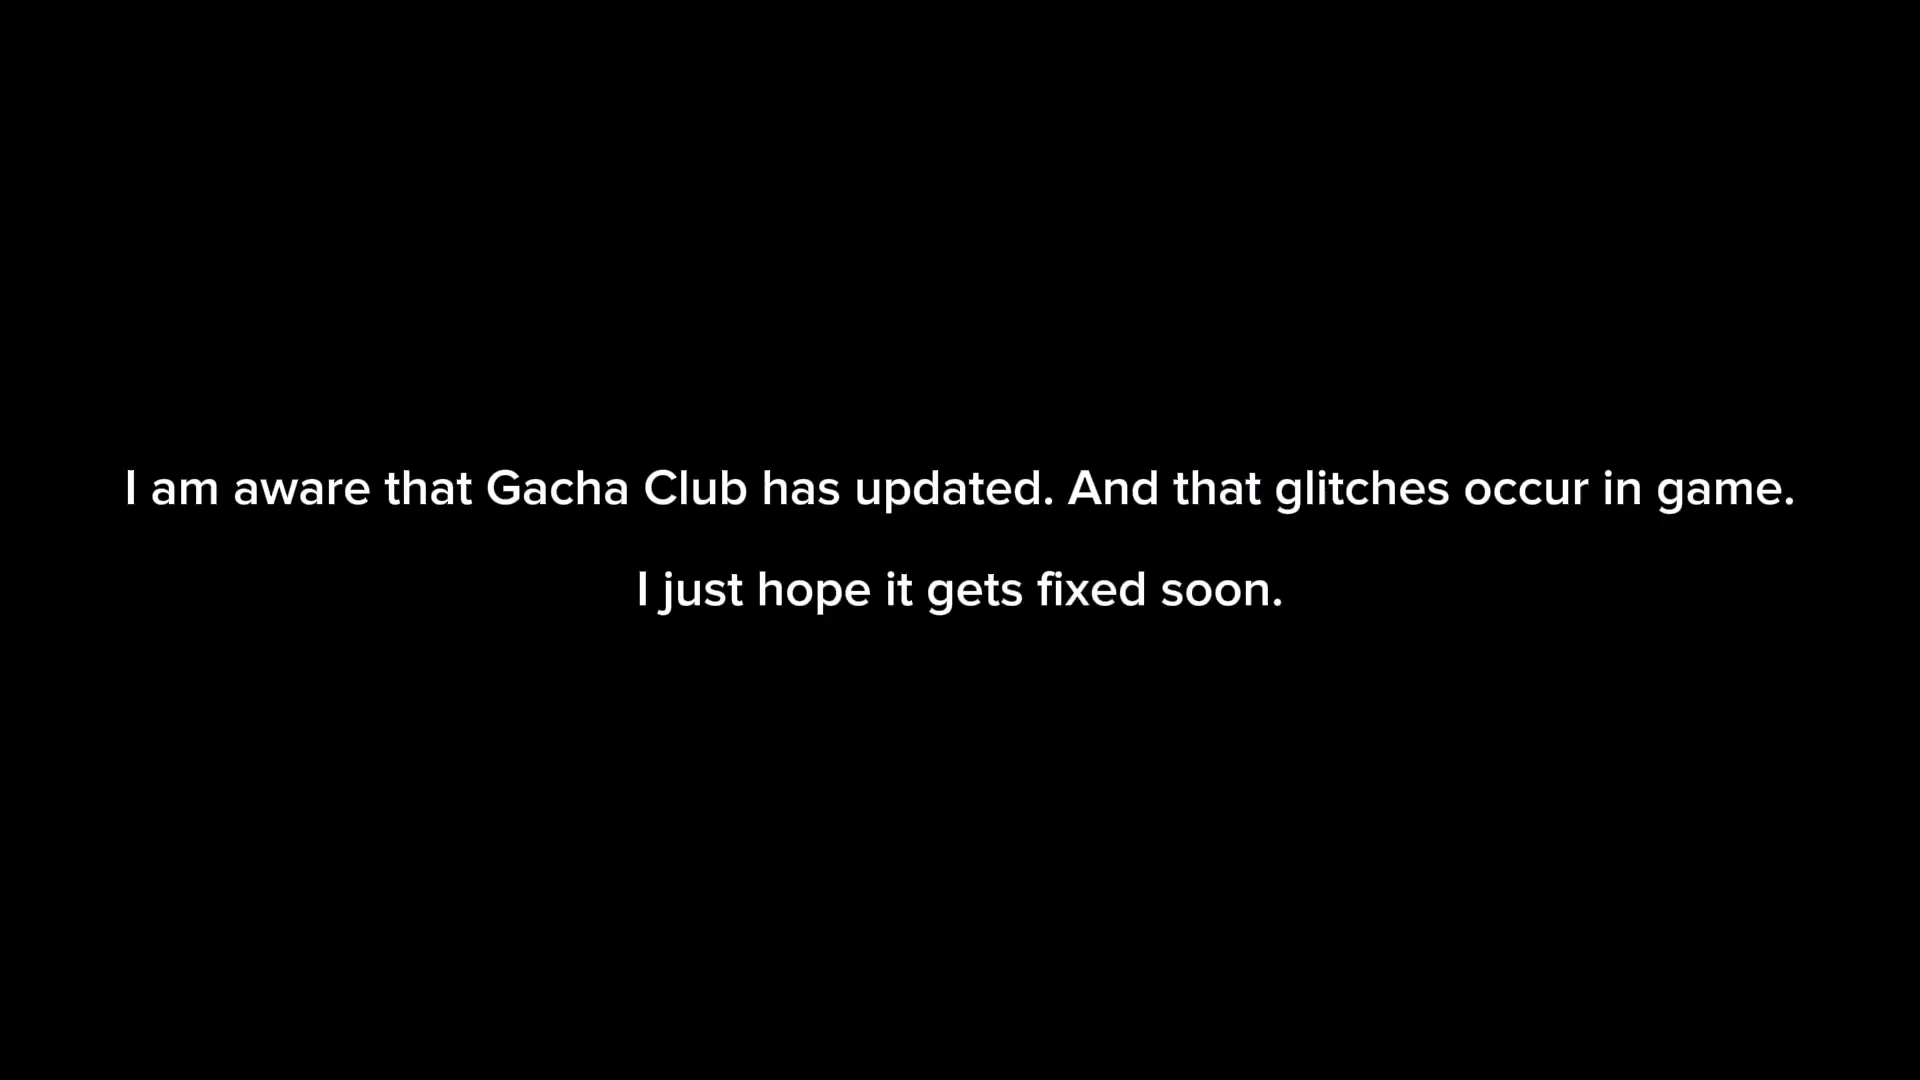 I am aware that Gacha Club has updated. And that glitches occur in game.
I just hope it gets fixed soon.